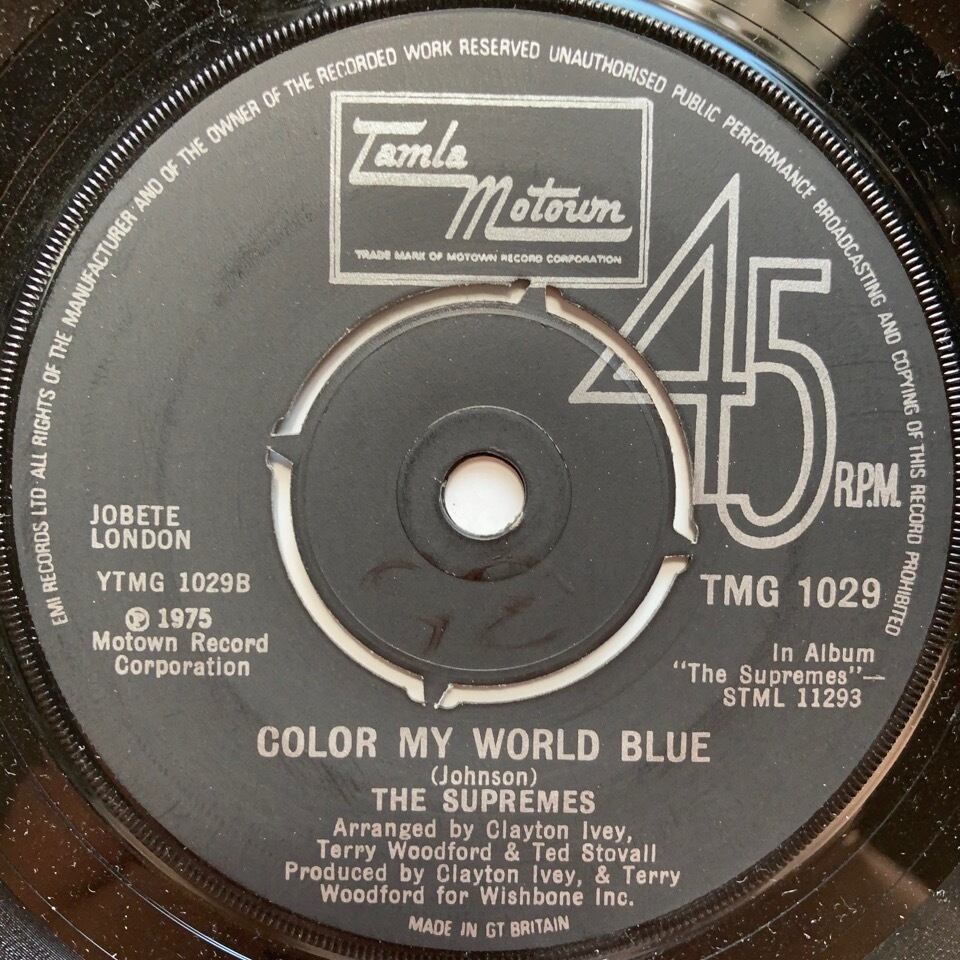 EMI RECORDS LTD · ALL RIGHTS OF THE MANUFACTURER AND OF THE OWNER OF THE RECORDED WORK RESERVED UNAUTHORISED PUBLIC PERFORMANCE BROADCASTING AND COPYING OF THIS RECORD PROHIBITED
Tamla
Motown
TRADE MARK OF MOTOWN RECORD CORPORATION
45
R.P.M.
JOBETE
LONDON
YTMG 1029B
℗ 1975
Motown Record
Corporation
TMG 1029
In Album
"The Supremes"—
STML 11293
COLOR MY WORLD BLUE
(Johnson)
THE SUPREMES
Arranged by Clayton Ivey,
Terry Woodford & Ted Stovall
Produced by Clayton Ivey, & Terry
Woodford for Wishbone Inc.
MADE IN GT BRITAIN